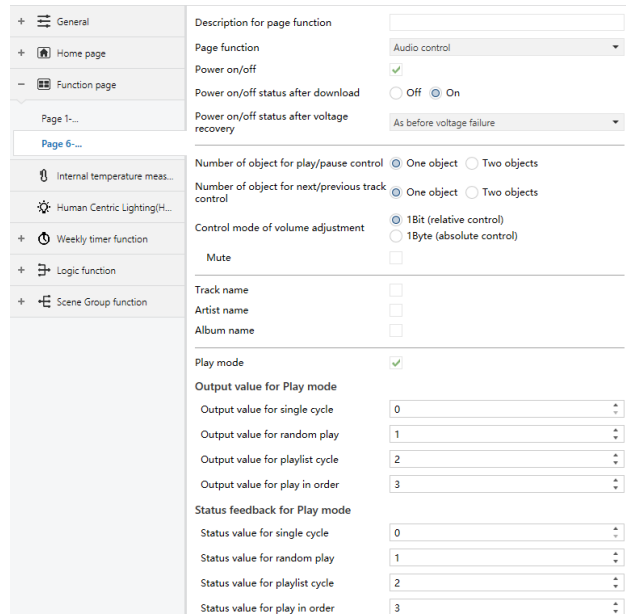 General
Home page
Function page
Page 1-...
Page 6-...
Internal temperature meas...
Human Centric Lighting(H...
Weekly timer function
Logic function
Scene Group function
Description for page function
Page function
Audio control
Power on/off
Power on/off status after download
Off On
Power on/off status after voltage
recovery
As before voltage failure
Number of object for play/pause control
One object Two objects
Number of object for next/previous track
control
One object Two objects
Control mode of volume adjustment
1Bit (relative control)
1Byte (absolute control)
Mute
Track name
Artist name
Album name
Play mode
Output value for Play mode
Output value for single cycle 0
Output value for random play 1
Output value for playlist cycle 2
Output value for play in order 3
Status feedback for Play mode
Status value for single cycle 0
Status value for random play 1
Status value for playlist cycle 2
Status value for play in order 3